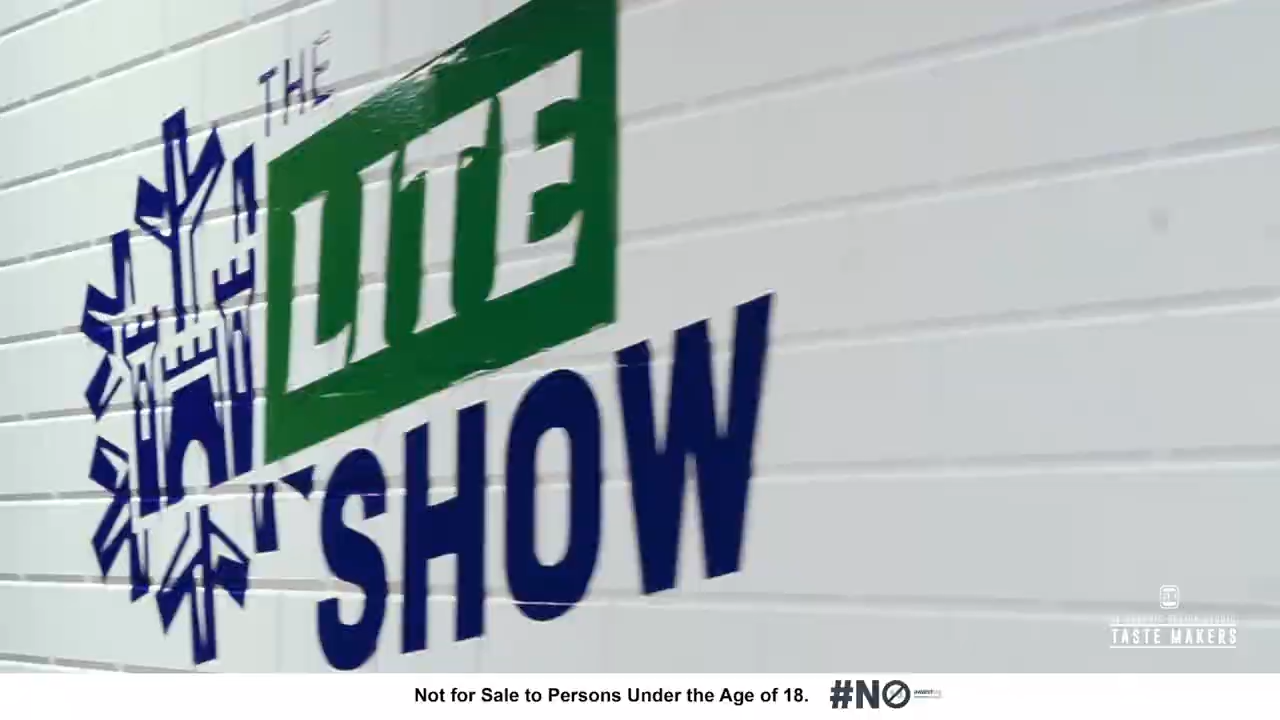 THE
LITE
SHOW
TASTE MAKERS
Not for Sale to Persons Under the Age of 18. #NO